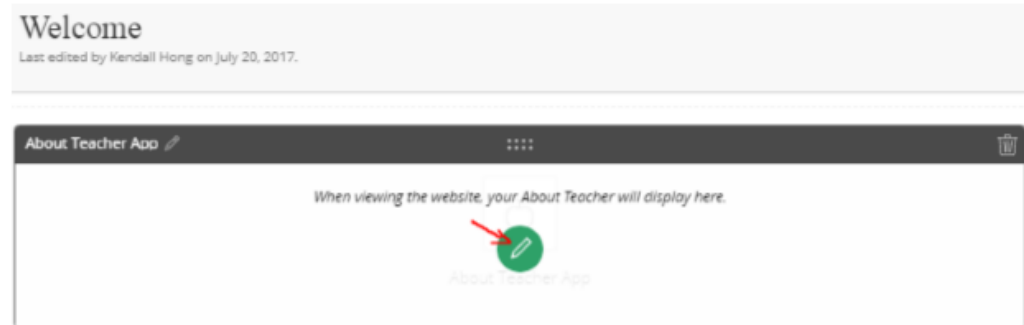 Welcome
Last edited by Kendall Hong on July 20, 2017.
About Teacher App
When viewing the website, your About Teacher will display here.
About Teacher App